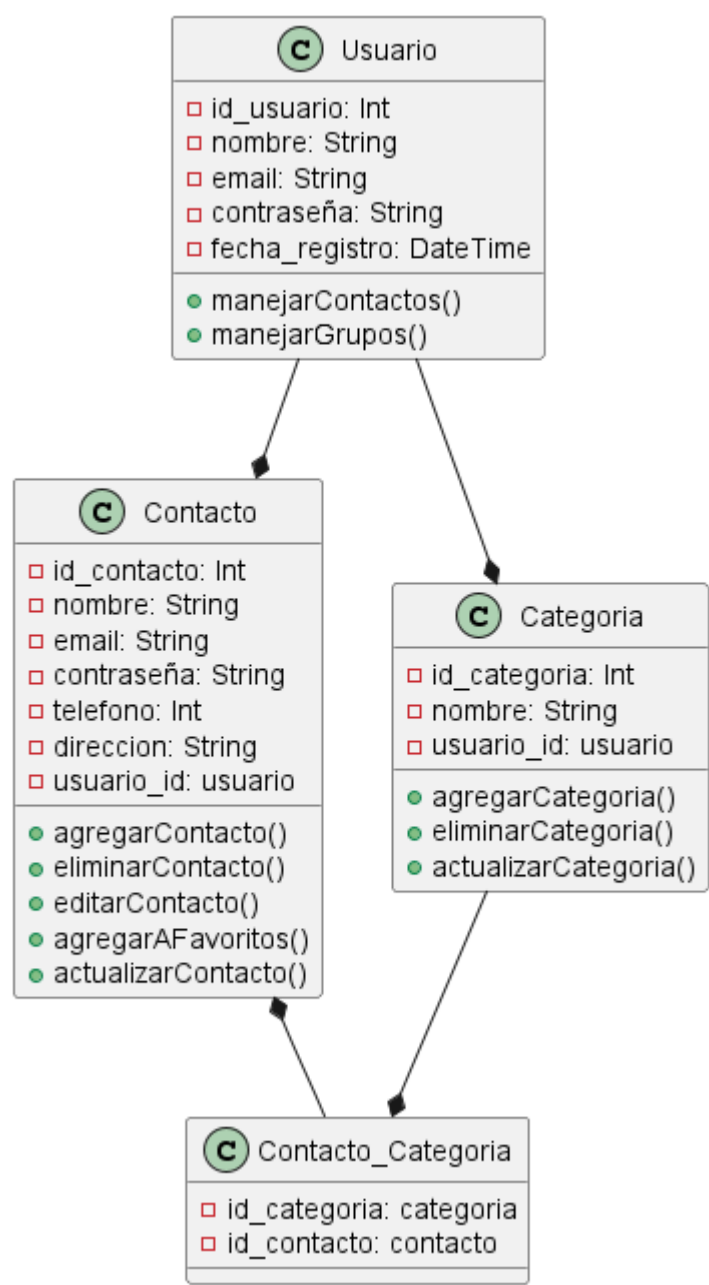 C Usuario
id_usuario: Int
nombre: String
email: String
contraseña: String
fecha_registro: DateTime
manejarContactos()
manejarGrupos()
C Contacto
id_contacto: Int
nombre: String
email: String
contraseña: String
telefono: Int
direccion: String
usuario_id: usuario
agregarContacto()
eliminarContacto()
editarContacto()
agregarAFavoritos()
actualizarContacto()
C Categoria
id_categoria: Int
nombre: String
usuario_id: usuario
agregarCategoria()
eliminarCategoria()
actualizarCategoria()
C Contacto_Categoria
id_categoria: categoria
id_contacto: contacto